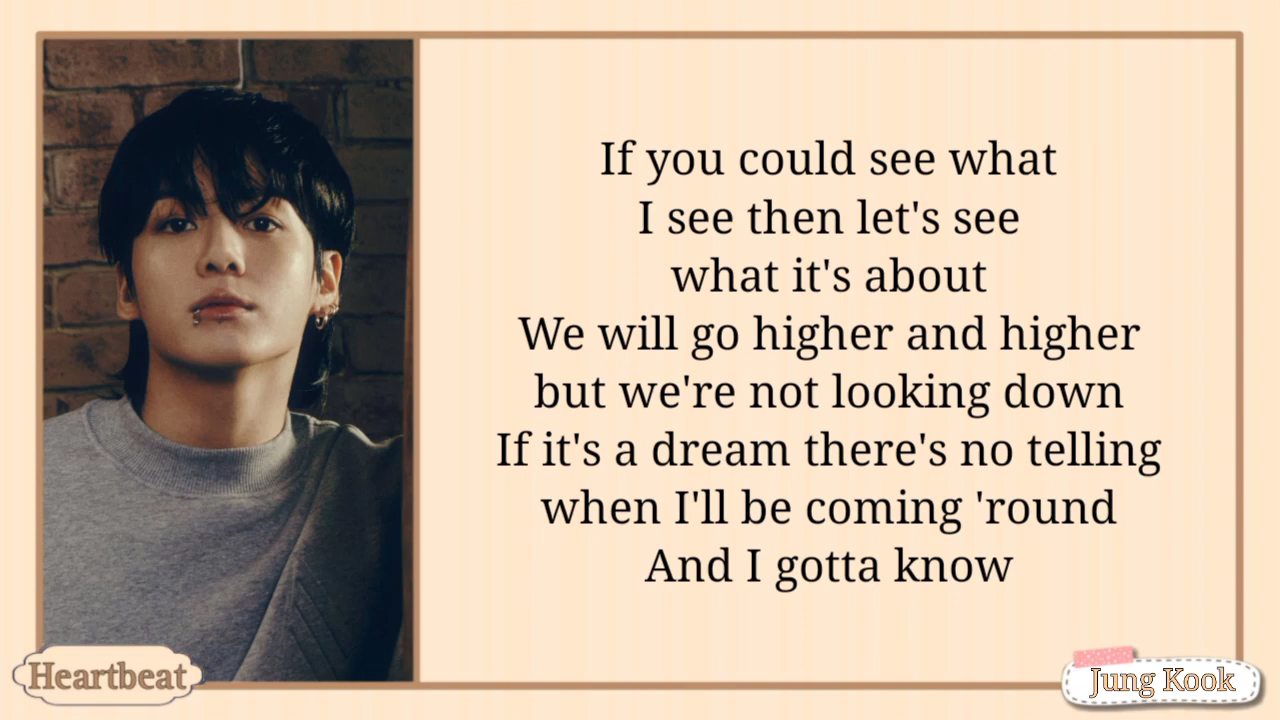 If you could see what
I see then let's see
what it's about
We will go higher and higher
but we're not looking down
If it's a dream there's no telling
when I'll be coming 'round
And I gotta know
Heartbeat
Jung Kook